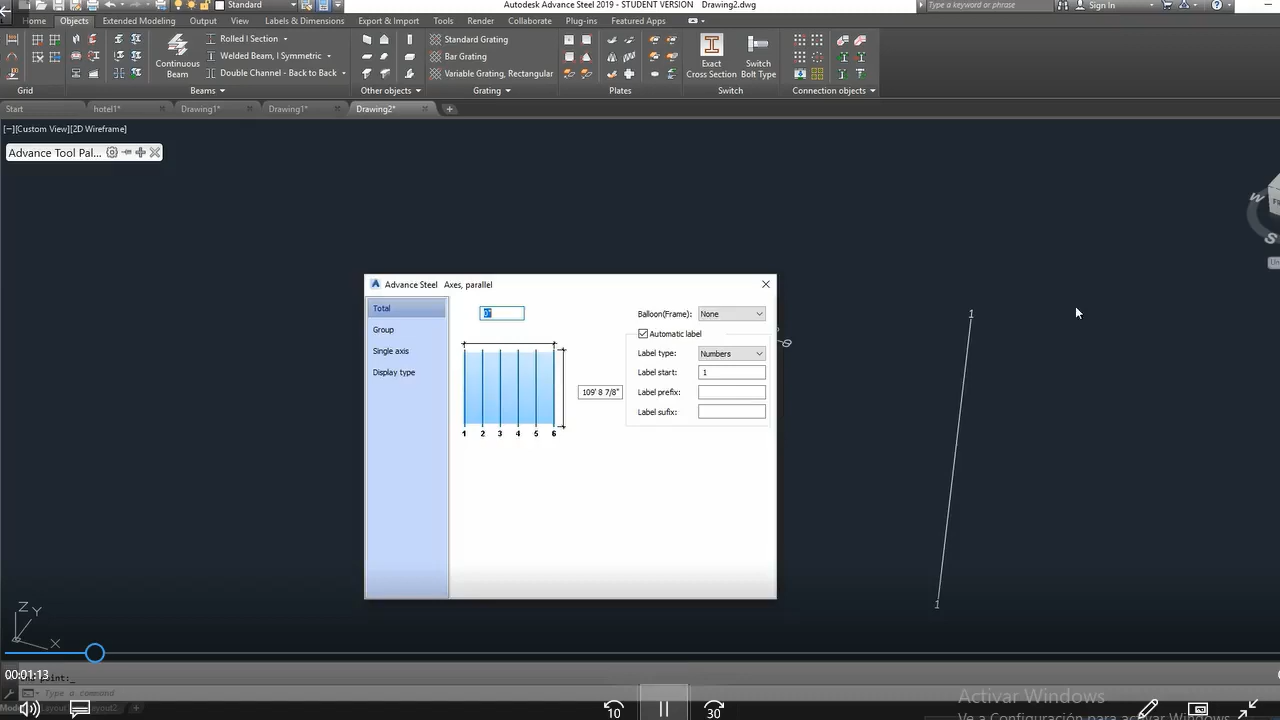 Standard
Autodesk Advance Steel 2019 - STUDENT VERSION Drawing2.dwg
Type a keyword or phrase
Sign In
Home Objects Extended Modeling Output View Labels & Dimensions Export & Import Tools Render Collaborate Plug-ins Featured Apps
Rolled I Section
Welded Beam, I Symmetric
Double Channel - Back to Back
Continuous
Beam
Standard Grating
Bar Grating
Variable Grating, Rectangular
Exact
Cross Section
Switch
Bolt Type
Grid Beams Other objects Grating Plates Switch Connection objects
Start hotel1* Drawing1* Drawing1* Drawing2*
[−][Custom View][2D Wireframe]
Advance Tool Pal...
W
S
Advance Steel Axes, parallel
Total
Group
Single axis
Display type
0"
109' 8 7/8"
1 2 3 4 5 6
Balloon(Frame): None
Automatic label
Label type: Numbers
Label start: 1
Label prefix:
Label sufix:
1
1
Z
Y
X
00:01:13
point:
Type a command
10
30
Activar Windows
Ve a Configuración para activar Windows